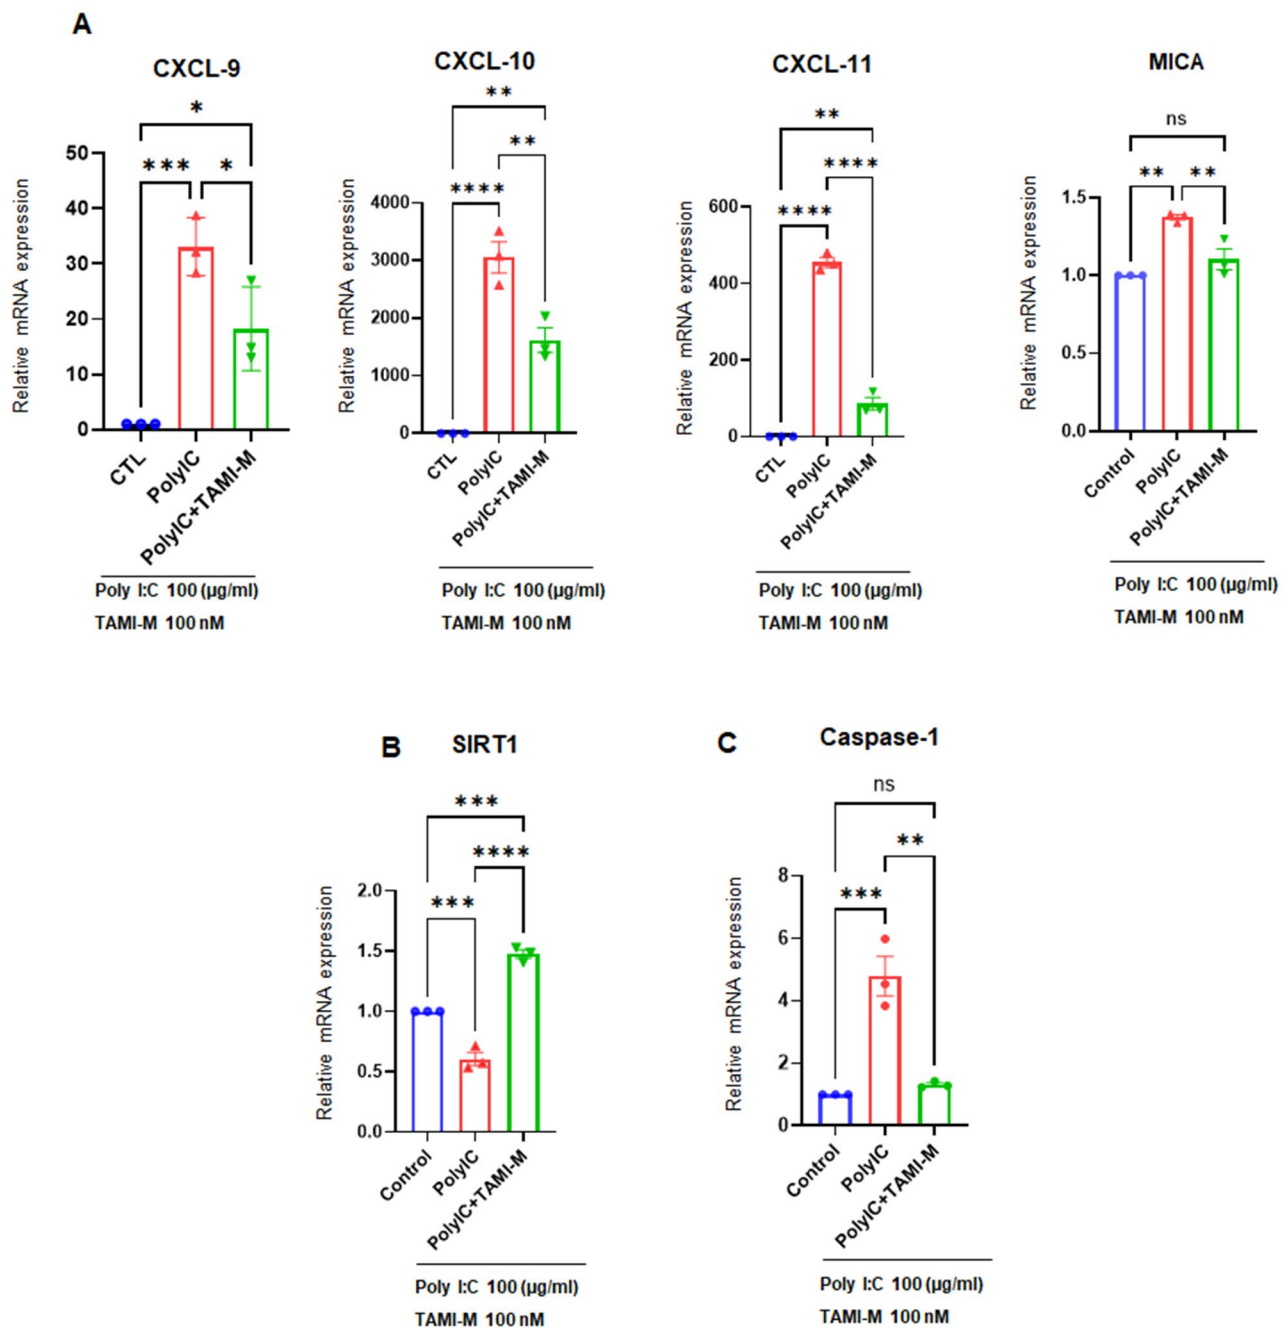 A
CXCL-9
*
*** *
Relative mRNA expression
50
40
30
20
10
0
CTL
PolyIC
PolyIC+TAMI-M
Poly I:C 100 (µg/ml)
TAMI-M 100 nM
CXCL-10
**
**
****
Relative mRNA expression
4000
3000
2000
1000
0
CTL
PolyIC
PolyIC+TAMI-M
Poly I:C 100 (µg/ml)
TAMI-M 100 nM
CXCL-11
**
****
****
Relative mRNA expression
600
400
200
0
CTL
PolyIC
PolyIC+TAMI-M
Poly I:C 100 (µg/ml)
TAMI-M 100 nM
MICA
ns
** **
Relative mRNA expression
1.5
1.0
0.5
0.0
Control
PolyIC
PolyIC+TAMI-M
Poly I:C 100 (µg/ml)
TAMI-M 100 nM
B
SIRT1
***
****
***
Relative mRNA expression
2.0
1.5
1.0
0.5
0.0
Control
PolyIC
PolyIC+TAMI-M
Poly I:C 100 (µg/ml)
TAMI-M 100 nM
C
Caspase-1
ns
**
***
Relative mRNA expression
8
6
4
2
0
Control
PolyIC
PolyIC+TAMI-M
Poly I:C 100 (µg/ml)
TAMI-M 100 nM